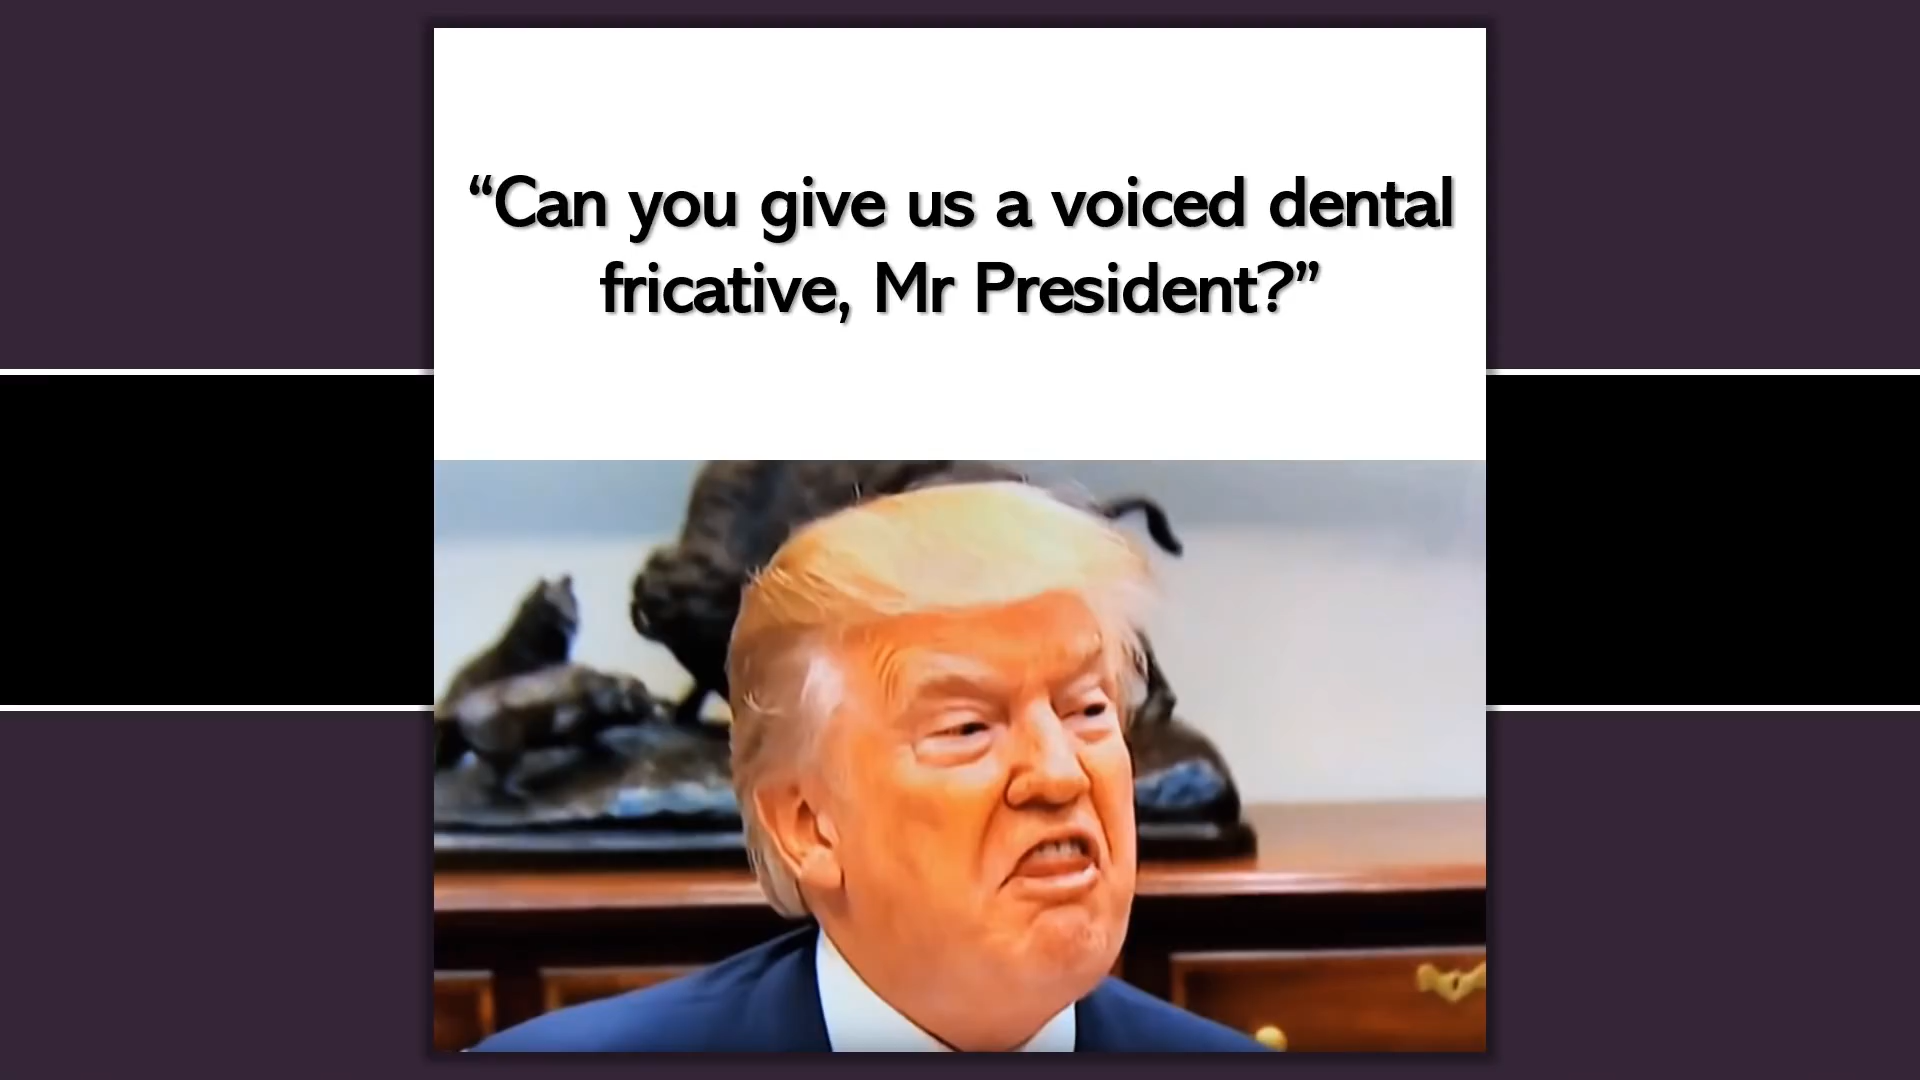 “Can you give us a voiced dental
fricative, Mr President?”